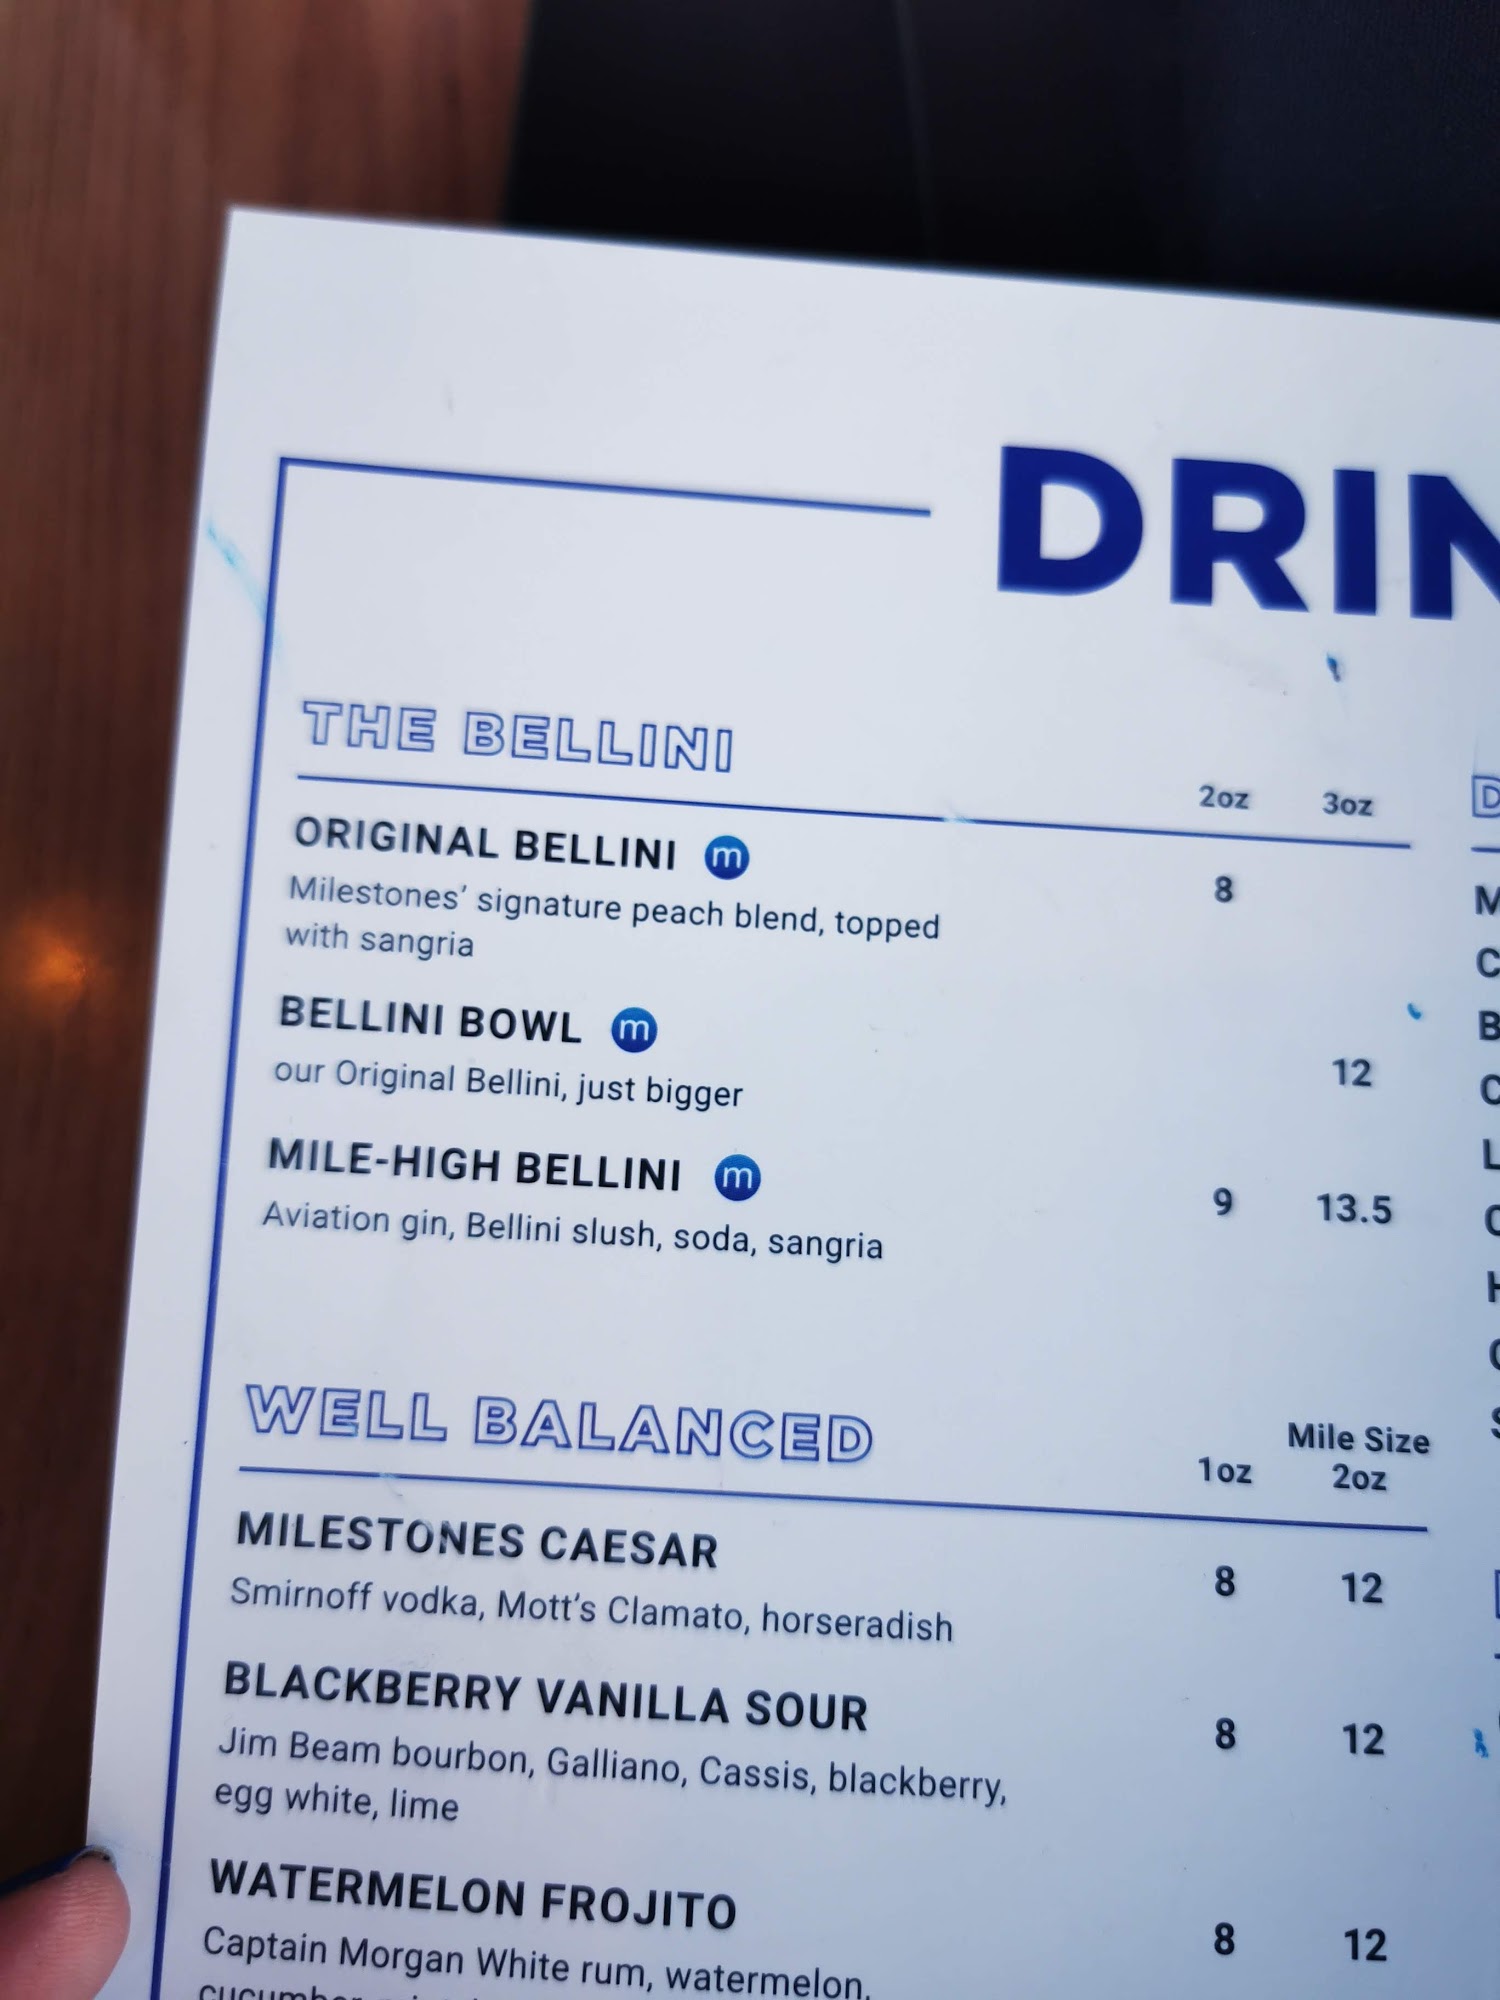 DRIN
THE BELLINI
2oz 3oz
ORIGINAL BELLINI m
8
Milestones' signature peach blend, topped
with sangria
BELLINI BOWL m
12
our Original Bellini, just bigger
MILE-HIGH BELLINI m
9 13.5
Aviation gin, Bellini slush, soda, sangria
WELL BALANCED
Mile Size
1oz 2oz
MILESTONES CAESAR
8 12
Smirnoff vodka, Mott's Clamato, horseradish
BLACKBERRY VANILLA SOUR
8 12
Jim Beam bourbon, Galliano, Cassis, blackberry,
egg white, lime
WATERMELON FROJITO
8 12
Captain Morgan White rum, watermelon,